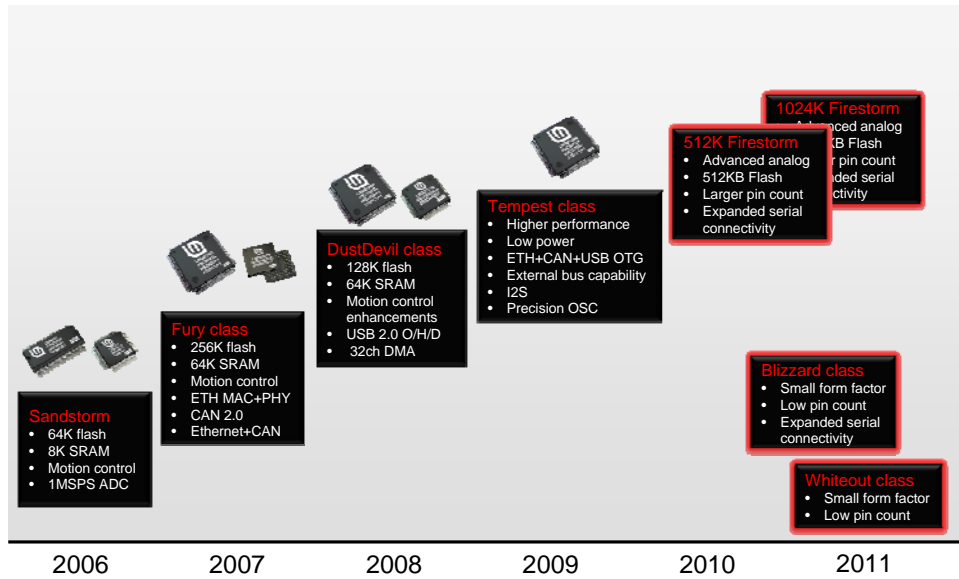 1024K Firestorm
Advanced analog
KB Flash
pin count
serial
512K Firestorm
• Advanced analog
• 512KB Flash
• Larger pin count
• Expanded serial
connectivity
Tempest class
• Higher performance
• Low power
• ETH+CAN+USB OTG
• External bus capability
• I2S
• Precision OSC
DustDevil class
• 128K flash
• 64K SRAM
• Motion control
enhancements
• USB 2.0 O/H/D
• 32ch DMA
Fury class
• 256K flash
• 64K SRAM
• Motion control
• ETH MAC+PHY
• CAN 2.0
• Ethernet+CAN
Sandstorm
• 64K flash
• 8K SRAM
• Motion control
• 1MSPS ADC
Blizzard class
• Small form factor
• Low pin count
• Expanded serial
connectivity
Whiteout class
• Small form factor
• Low pin count
2006 2007 2008 2009 2010 2011